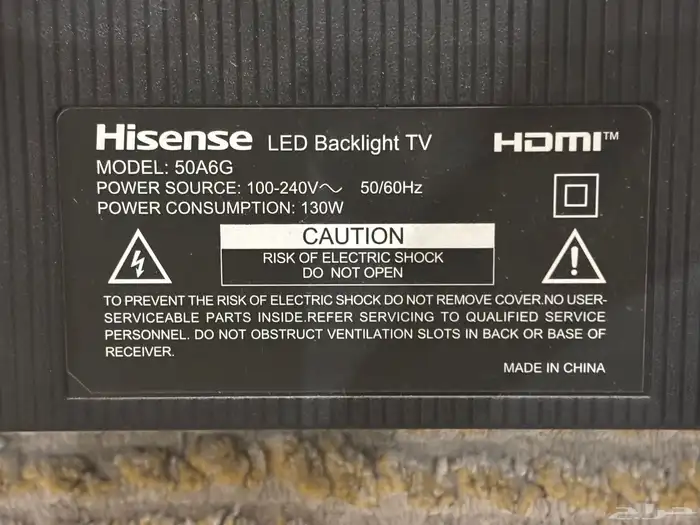 Hisense LED Backlight TV HDMI™
MODEL: 50A6G
POWER SOURCE: 100-240V～ 50/60Hz
POWER CONSUMPTION: 130W
CAUTION
RISK OF ELECTRIC SHOCK
DO NOT OPEN
TO PREVENT THE RISK OF ELECTRIC SHOCK DO NOT REMOVE COVER.NO USER-
SERVICEABLE PARTS INSIDE.REFER SERVICING TO QUALIFIED SERVICE
PERSONNEL. DO NOT OBSTRUCT VENTILATION SLOTS IN BACK OR BASE OF
RECEIVER.
MADE IN CHINA
حراج